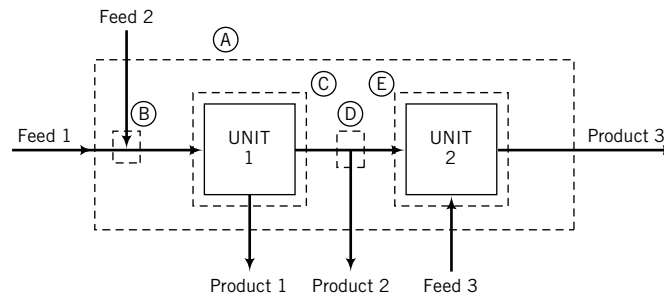 Feed 2
A
B
C
D
E
Feed 1
UNIT
1
UNIT
2
Product 3
Product 1
Product 2
Feed 3